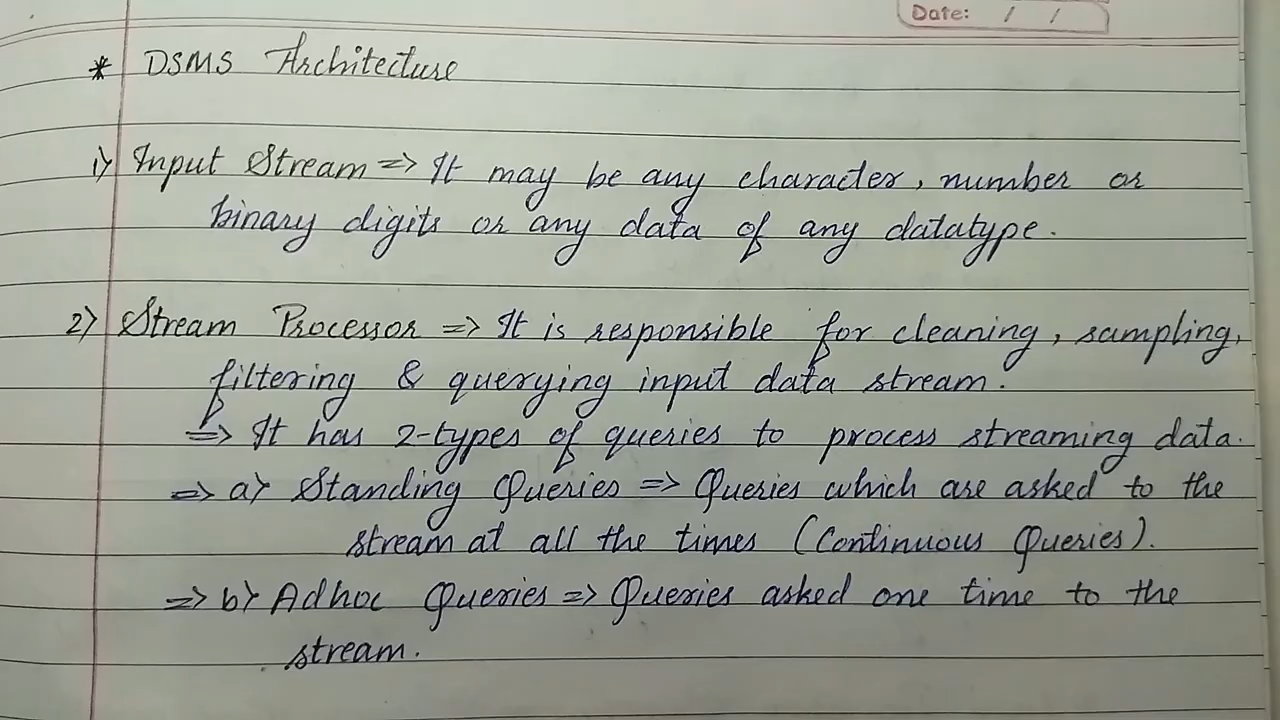 Date: / /
* DSMS Architecture
1) Input Stream => It may be any character, number or
binary digits or any data of any datatype.
2) Stream Processor => It is responsible for cleaning, sampling,
filtering & querying input data stream.
=> It has 2-types of queries to process streaming data.
=> a) Standing Queries => Queries which are asked to the
stream at all the times (Continuous Queries).
=> b) Adhoc Queries => Queries asked one time to the
stream.